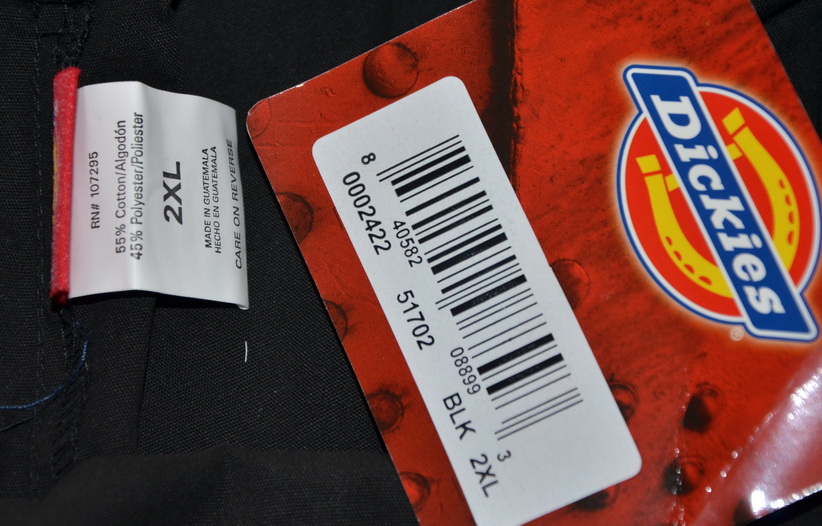 RN# 107295
55% Cotton/Algodón
45% Polyester/Poliester
2XL
MADE IN GUATEMALA
HECHO EN GUATEMALA
CARE ON REVERSE
8 40582 08899 3
0002422 51702 BLK 2XL
Dickies
®